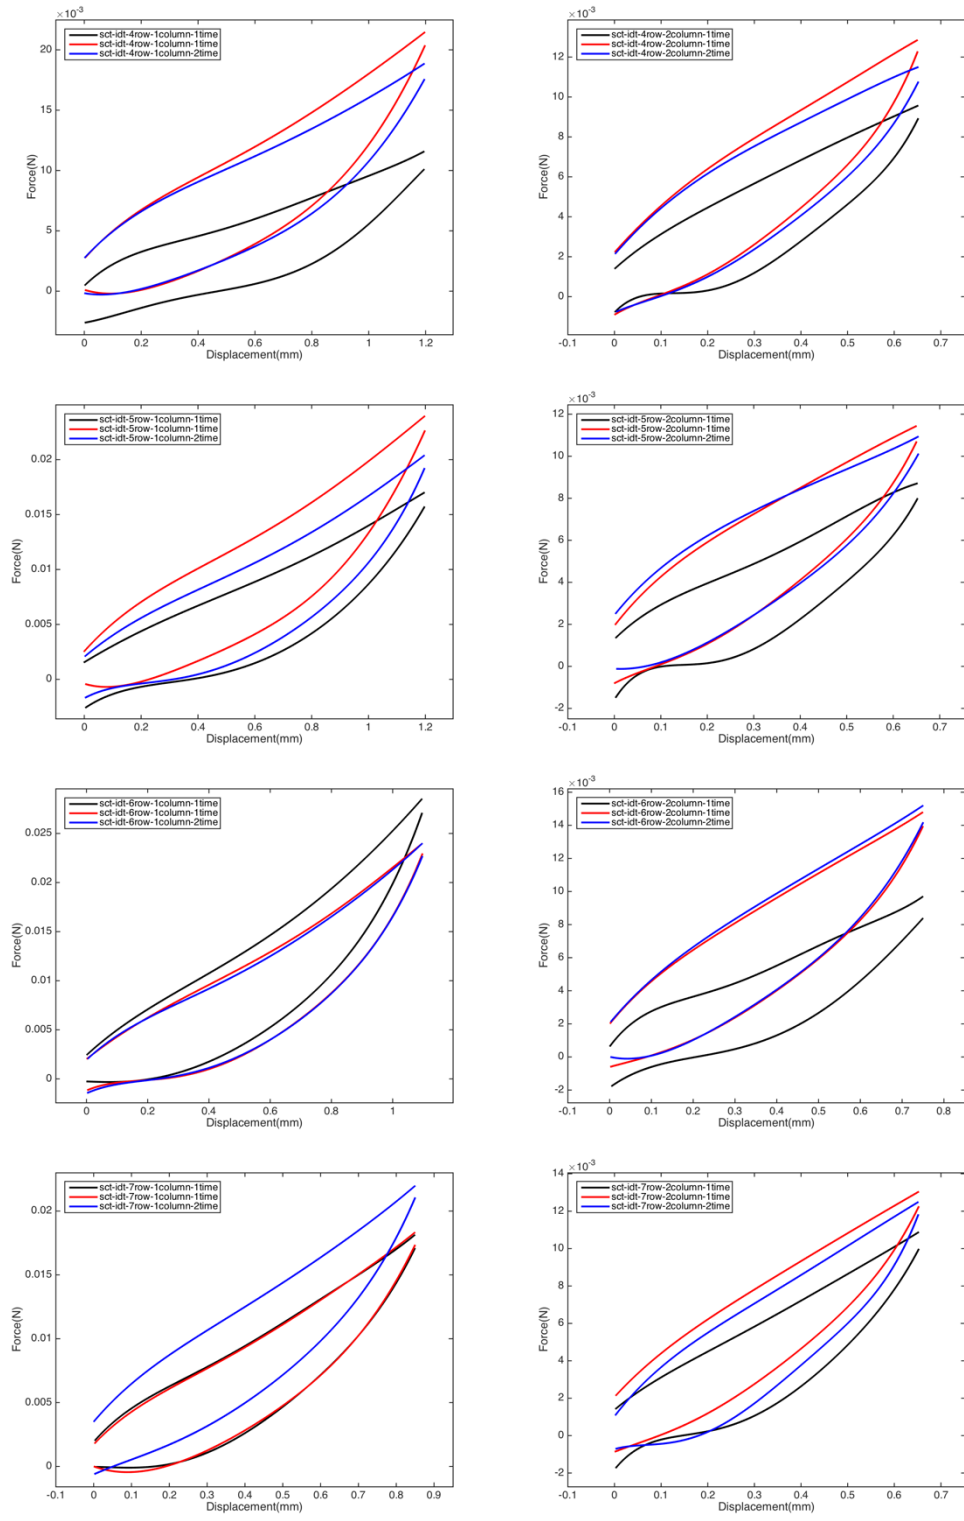 ×10⁻³
sct-idt-4row-1column-1time
sct-idt-4row-1column-1time
sct-idt-4row-1column-2time
20
15
10
5
0
Force(N)
0 0.2 0.4 0.6 0.8 1 1.2
Displacement(mm)
×10⁻³
sct-idt-4row-2column-1time
sct-idt-4row-2column-1time
sct-idt-4row-2column-2time
12
10
8
6
4
2
0
-2
Force(N)
-0.1 0 0.1 0.2 0.3 0.4 0.5 0.6 0.7
Displacement(mm)
sct-idt-5row-1column-1time
sct-idt-5row-1column-1time
sct-idt-5row-1column-2time
0.02
0.015
0.01
0.005
0
Force(N)
0 0.2 0.4 0.6 0.8 1 1.2
Displacement(mm)
×10⁻³
sct-idt-5row-2column-1time
sct-idt-5row-2column-1time
sct-idt-5row-2column-2time
12
10
8
6
4
2
0
-2
Force(N)
-0.1 0 0.1 0.2 0.3 0.4 0.5 0.6 0.7
Displacement(mm)
sct-idt-6row-1column-1time
sct-idt-6row-1column-1time
sct-idt-6row-1column-2time
0.025
0.02
0.015
0.01
0.005
0
Force(N)
0 0.2 0.4 0.6 0.8 1
Displacement(mm)
×10⁻³
sct-idt-6row-2column-1time
sct-idt-6row-2column-1time
sct-idt-6row-2column-2time
16
14
12
10
8
6
4
2
0
-2
Force(N)
-0.1 0 0.1 0.2 0.3 0.4 0.5 0.6 0.7 0.8
Displacement(mm)
sct-idt-7row-1column-1time
sct-idt-7row-1column-1time
sct-idt-7row-1column-2time
0.02
0.015
0.01
0.005
0
Force(N)
-0.1 0 0.1 0.2 0.3 0.4 0.5 0.6 0.7 0.8 0.9
Displacement(mm)
×10⁻³
sct-idt-7row-2column-1time
sct-idt-7row-2column-1time
sct-idt-7row-2column-2time
14
12
10
8
6
4
2
0
-2
Force(N)
-0.1 0 0.1 0.2 0.3 0.4 0.5 0.6 0.7
Displacement(mm)